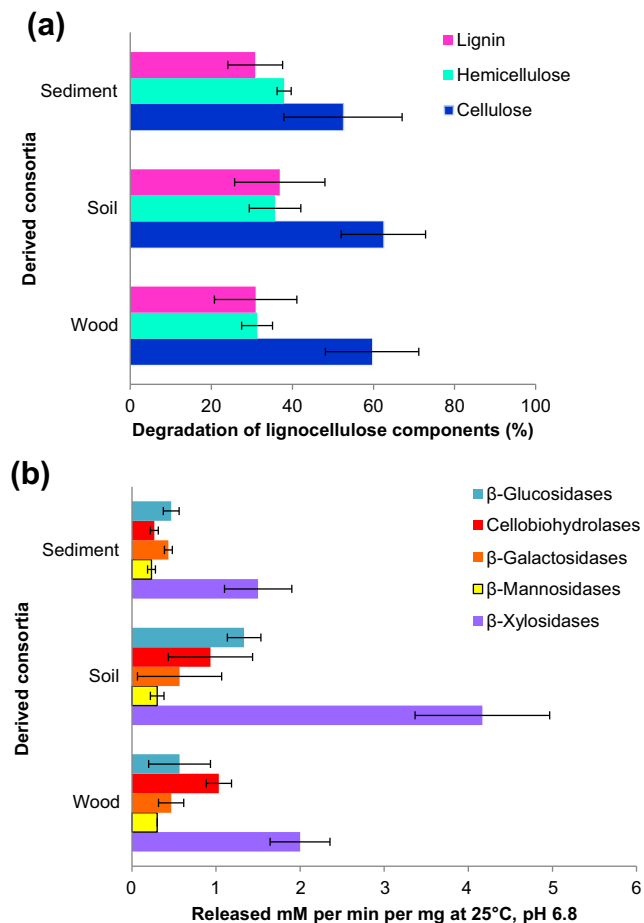 (a)
Lignin
Hemicellulose
Cellulose
Sediment
Soil
Wood
Derived consortia
0 20 40 60 80 100
Degradation of lignocellulose components (%)
(b)
β-Glucosidases
Cellobiohydrolases
β-Galactosidases
β-Mannosidases
β-Xylosidases
Sediment
Soil
Wood
Derived consortia
0 1 2 3 4 5 6
Released mM per min per mg at 25°C, pH 6.8